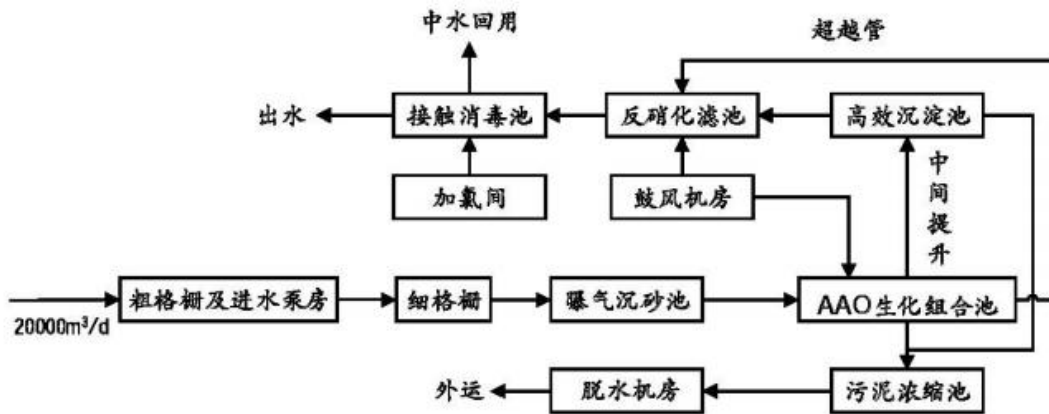 中水回用
超越管
出水
接触消毒池
反硝化滤池
高效沉淀池
加氯间
鼓风机房
中间提升
粗格栅及进水泵房
细格栅
曝气沉砂池
AAO生化组合池
20000m³/d
外运
脱水机房
污泥浓缩池